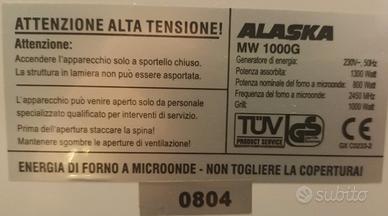 ATTENZIONE ALTA TENSIONE!
Attenzione:
Accendere l'apparecchio solo a sportello chiuso.
La struttura in lamiera non può essere asportata.
L'apparecchio può venire aperto solo da personale
specializzato qualificato per interventi di servizio.
Prima dell'apertura staccare la spina!
Mantenere sgombre le aperture di ventilazione!
ALASKA
MW 1000G
Generatore di energia: 230V~, 50Hz
Potenza assorbita: 1300 Watt
Potenza nominale del forno a microonde: 800 Watt
Frequenza del forno a microonde: 2450 MHz
Grill: 1000 Watt
TÜV
PRODUCT SERVICE
GS
GK C0233-2
ENERGIA DI FORNO A MICROONDE - NON TOGLIERE LA COPERTURA!
0804
subito